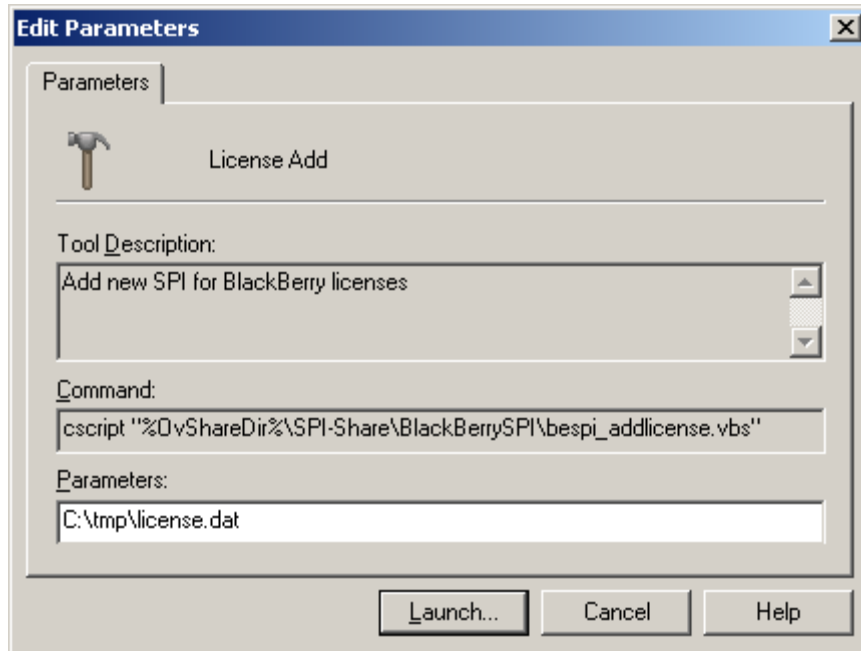 Edit Parameters
Parameters
License Add
Tool Description:
Add new SPI for BlackBerry licenses
Command:
cscript "%OvShareDir%\SPI-Share\BlackBerrySPI\bespi_addlicense.vbs"
Parameters:
C:\tmp\license.dat
Launch... Cancel Help